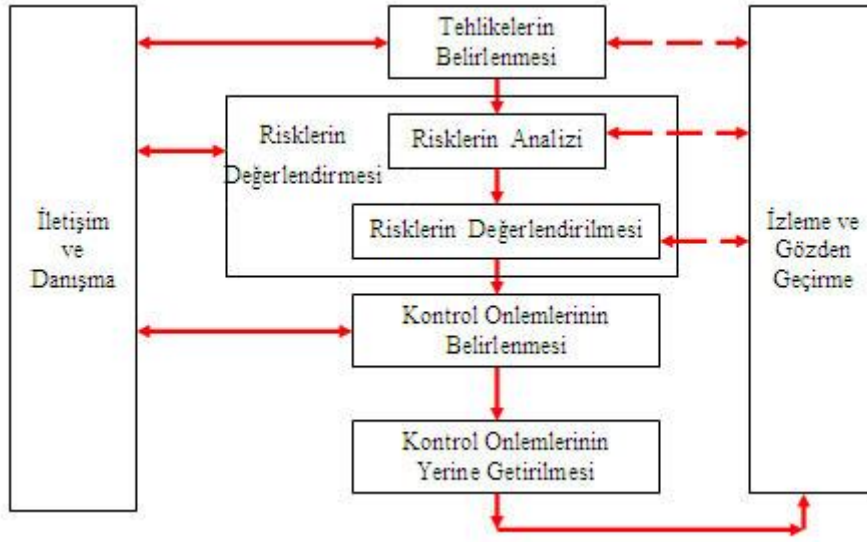 Tehlikelerin
Belirlenmesi
Risklerin
Değerlendirmesi
Risklerin Analizi
Risklerin Değerlendirilmesi
İletişim
ve
Danışma
İzleme ve
Gözden
Geçirme
Kontrol Onlemlerinin
Belirlenmesi
Kontrol Onlemlerinin
Yerine Getirilmesi